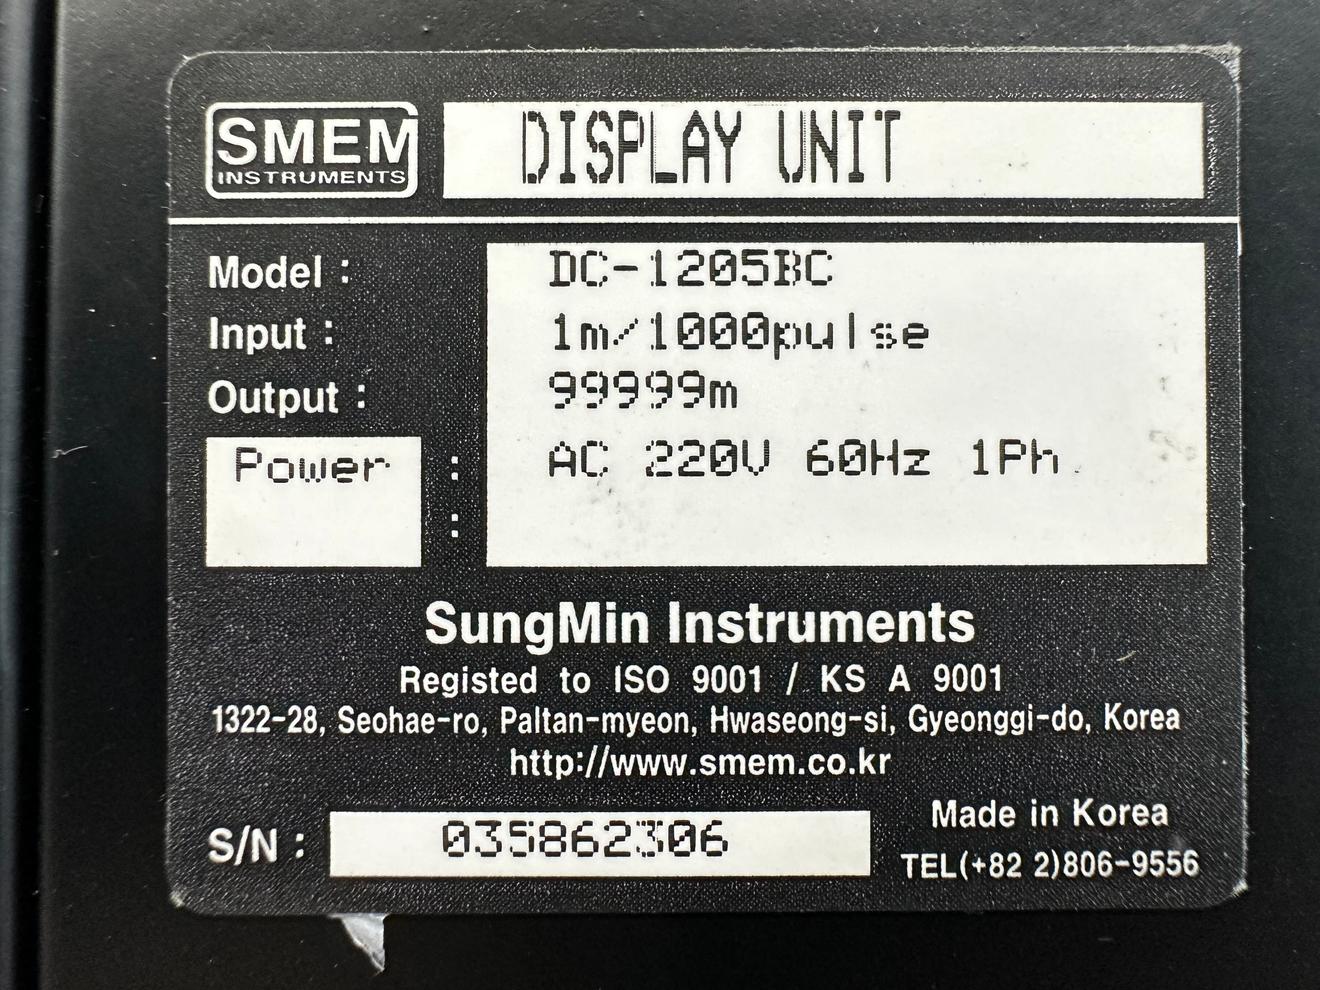 SMEM
INSTRUMENTS
DISPLAY UNIT
Model : DC-1205BC
Input : 1m/1000pulse
Output : 99999m
Power : AC 220V 60Hz 1Ph.
:
SungMin Instruments
Registed to ISO 9001 / KS A 9001
1322-28, Seohae-ro, Paltan-myeon, Hwaseong-si, Gyeonggi-do, Korea
http://www.smem.co.kr
S/N : 035862306
Made in Korea
TEL(+82 2)806-9556